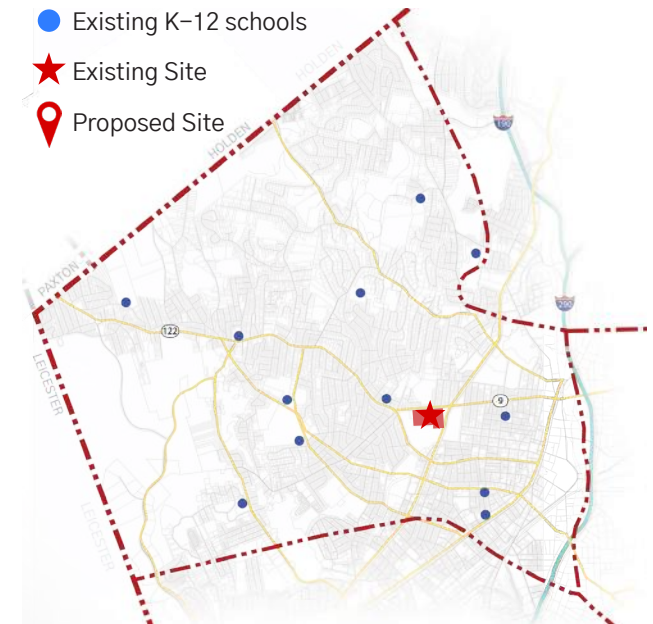 Existing K-12 schools
Existing Site
Proposed Site
HOLDEN
HOLDEN
190
PAXTON
290
122
LEICESTER
9
LEICESTER